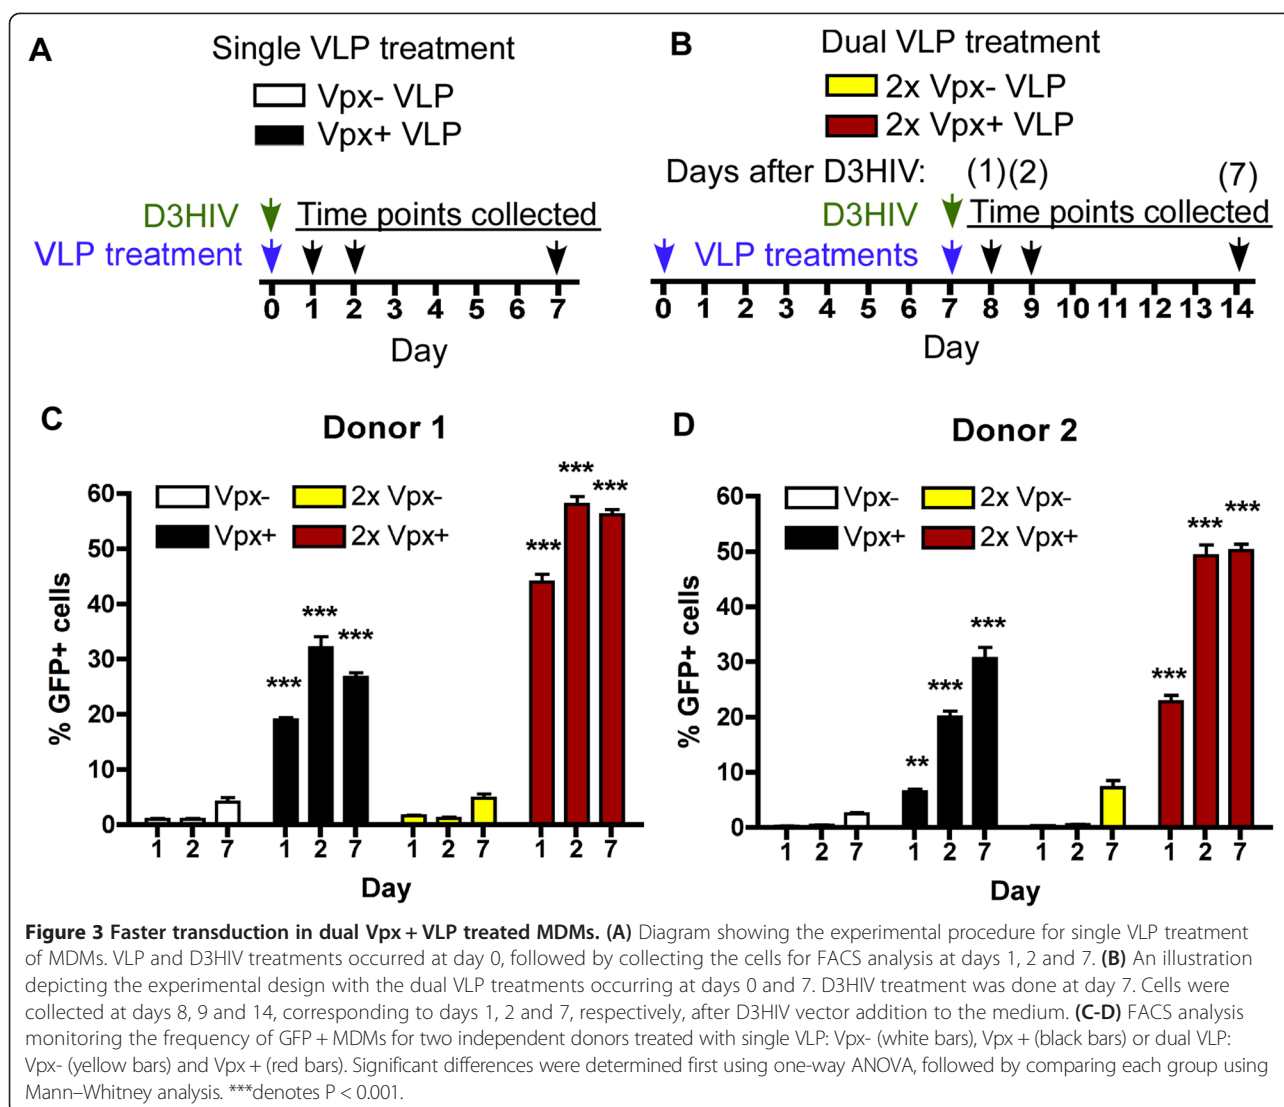 A
Single VLP treatment
Vpx- VLP
Vpx+ VLP
D3HIV
Time points collected
VLP treatment
0 1 2 3 4 5 6 7
Day
B
Dual VLP treatment
2x Vpx- VLP
2x Vpx+ VLP
Days after D3HIV: (1) (2) (7)
D3HIV
Time points collected
VLP treatments
0 1 2 3 4 5 6 7 8 9 10 11 12 13 14
Day
C
Donor 1
Vpx- 2x Vpx-
Vpx+ 2x Vpx+
% GFP+ cells
60
50
40
30
20
10
0
*** *** *** *** *** ***
1 2 7 1 2 7 1 2 7 1 2 7
Day
D
Donor 2
Vpx- 2x Vpx-
Vpx+ 2x Vpx+
% GFP+ cells
60
50
40
30
20
10
0
** *** *** *** *** ***
1 2 7 1 2 7 1 2 7 1 2 7
Day
Figure 3 Faster transduction in dual Vpx + VLP treated MDMs. (A) Diagram showing the experimental procedure for single VLP treatment
of MDMs. VLP and D3HIV treatments occurred at day 0, followed by collecting the cells for FACS analysis at days 1, 2 and 7. (B) An illustration
depicting the experimental design with the dual VLP treatments occurring at days 0 and 7. D3HIV treatment was done at day 7. Cells were
collected at days 8, 9 and 14, corresponding to days 1, 2 and 7, respectively, after D3HIV vector addition to the medium. (C-D) FACS analysis
monitoring the frequency of GFP + MDMs for two independent donors treated with single VLP: Vpx- (white bars), Vpx + (black bars) or dual VLP:
Vpx- (yellow bars) and Vpx + (red bars). Significant differences were determined first using one-way ANOVA, followed by comparing each group using
Mann–Whitney analysis. ***denotes P < 0.001.